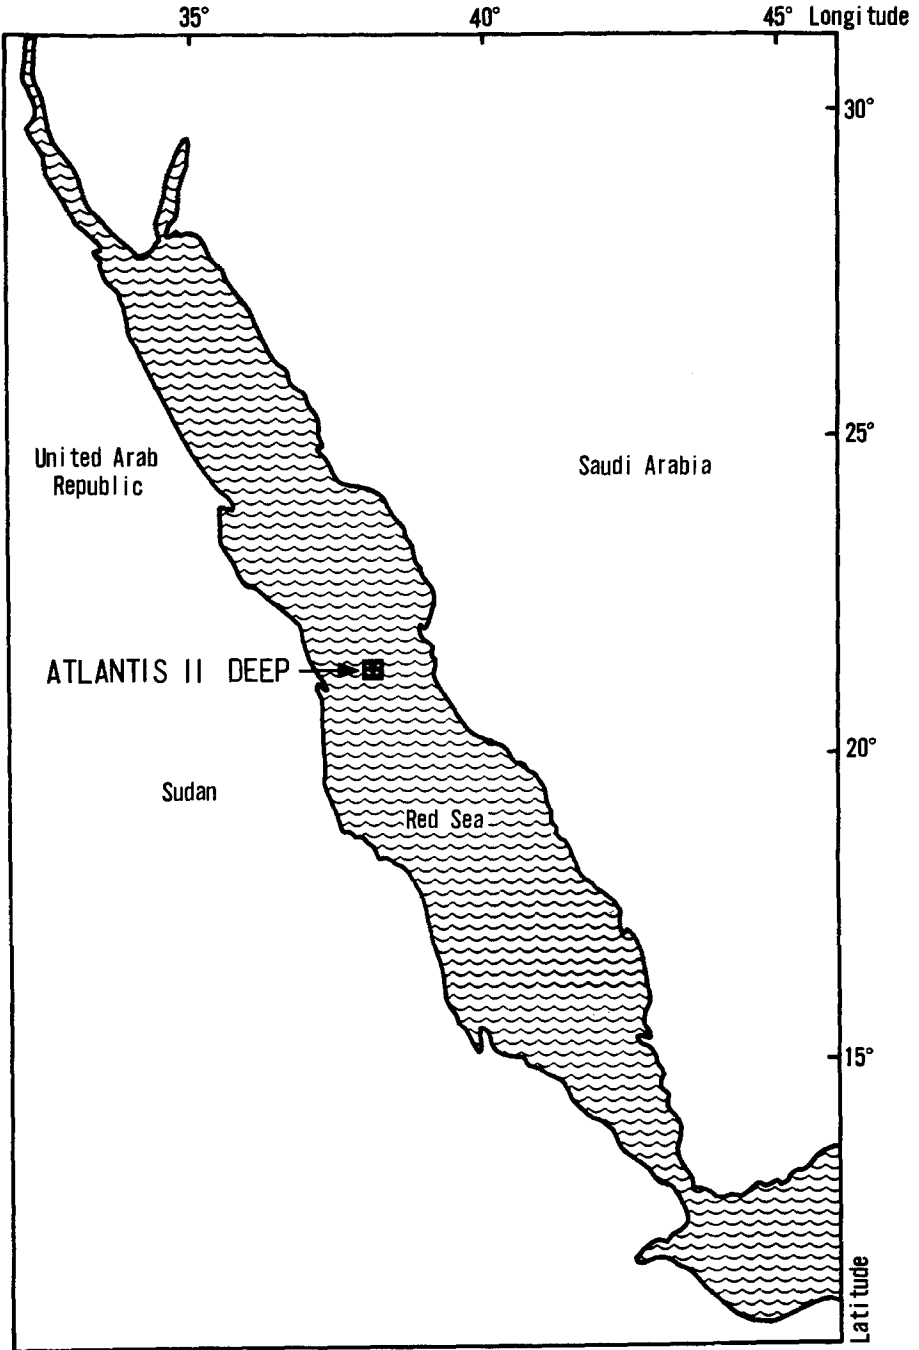 35° 40° 45° Longitude
30°
25°
United Arab
Republic
Saudi Arabia
ATLANTIS II DEEP
20°
Sudan
Red Sea
15°
Latitude